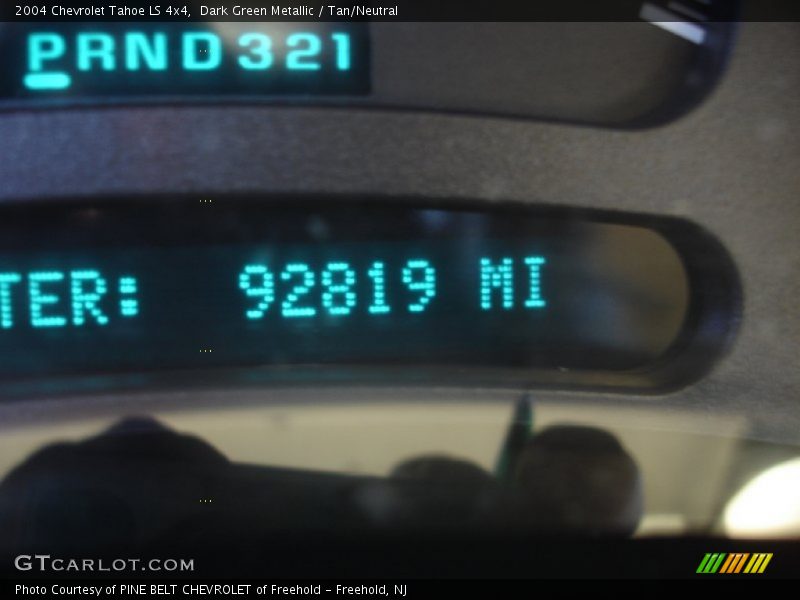 2004 Chevrolet Tahoe LS 4x4,  Dark Green Metallic / Tan/Neutral
PRND321
TER: 92819 MI
GTCARLOT.COM
Photo Courtesy of PINE BELT CHEVROLET of Freehold - Freehold, NJ